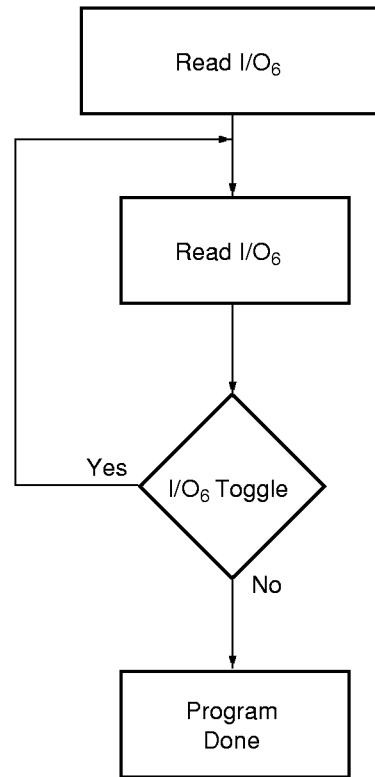 Read I/O6
Read I/O6
Yes
I/O6 Toggle
No
Program
Done